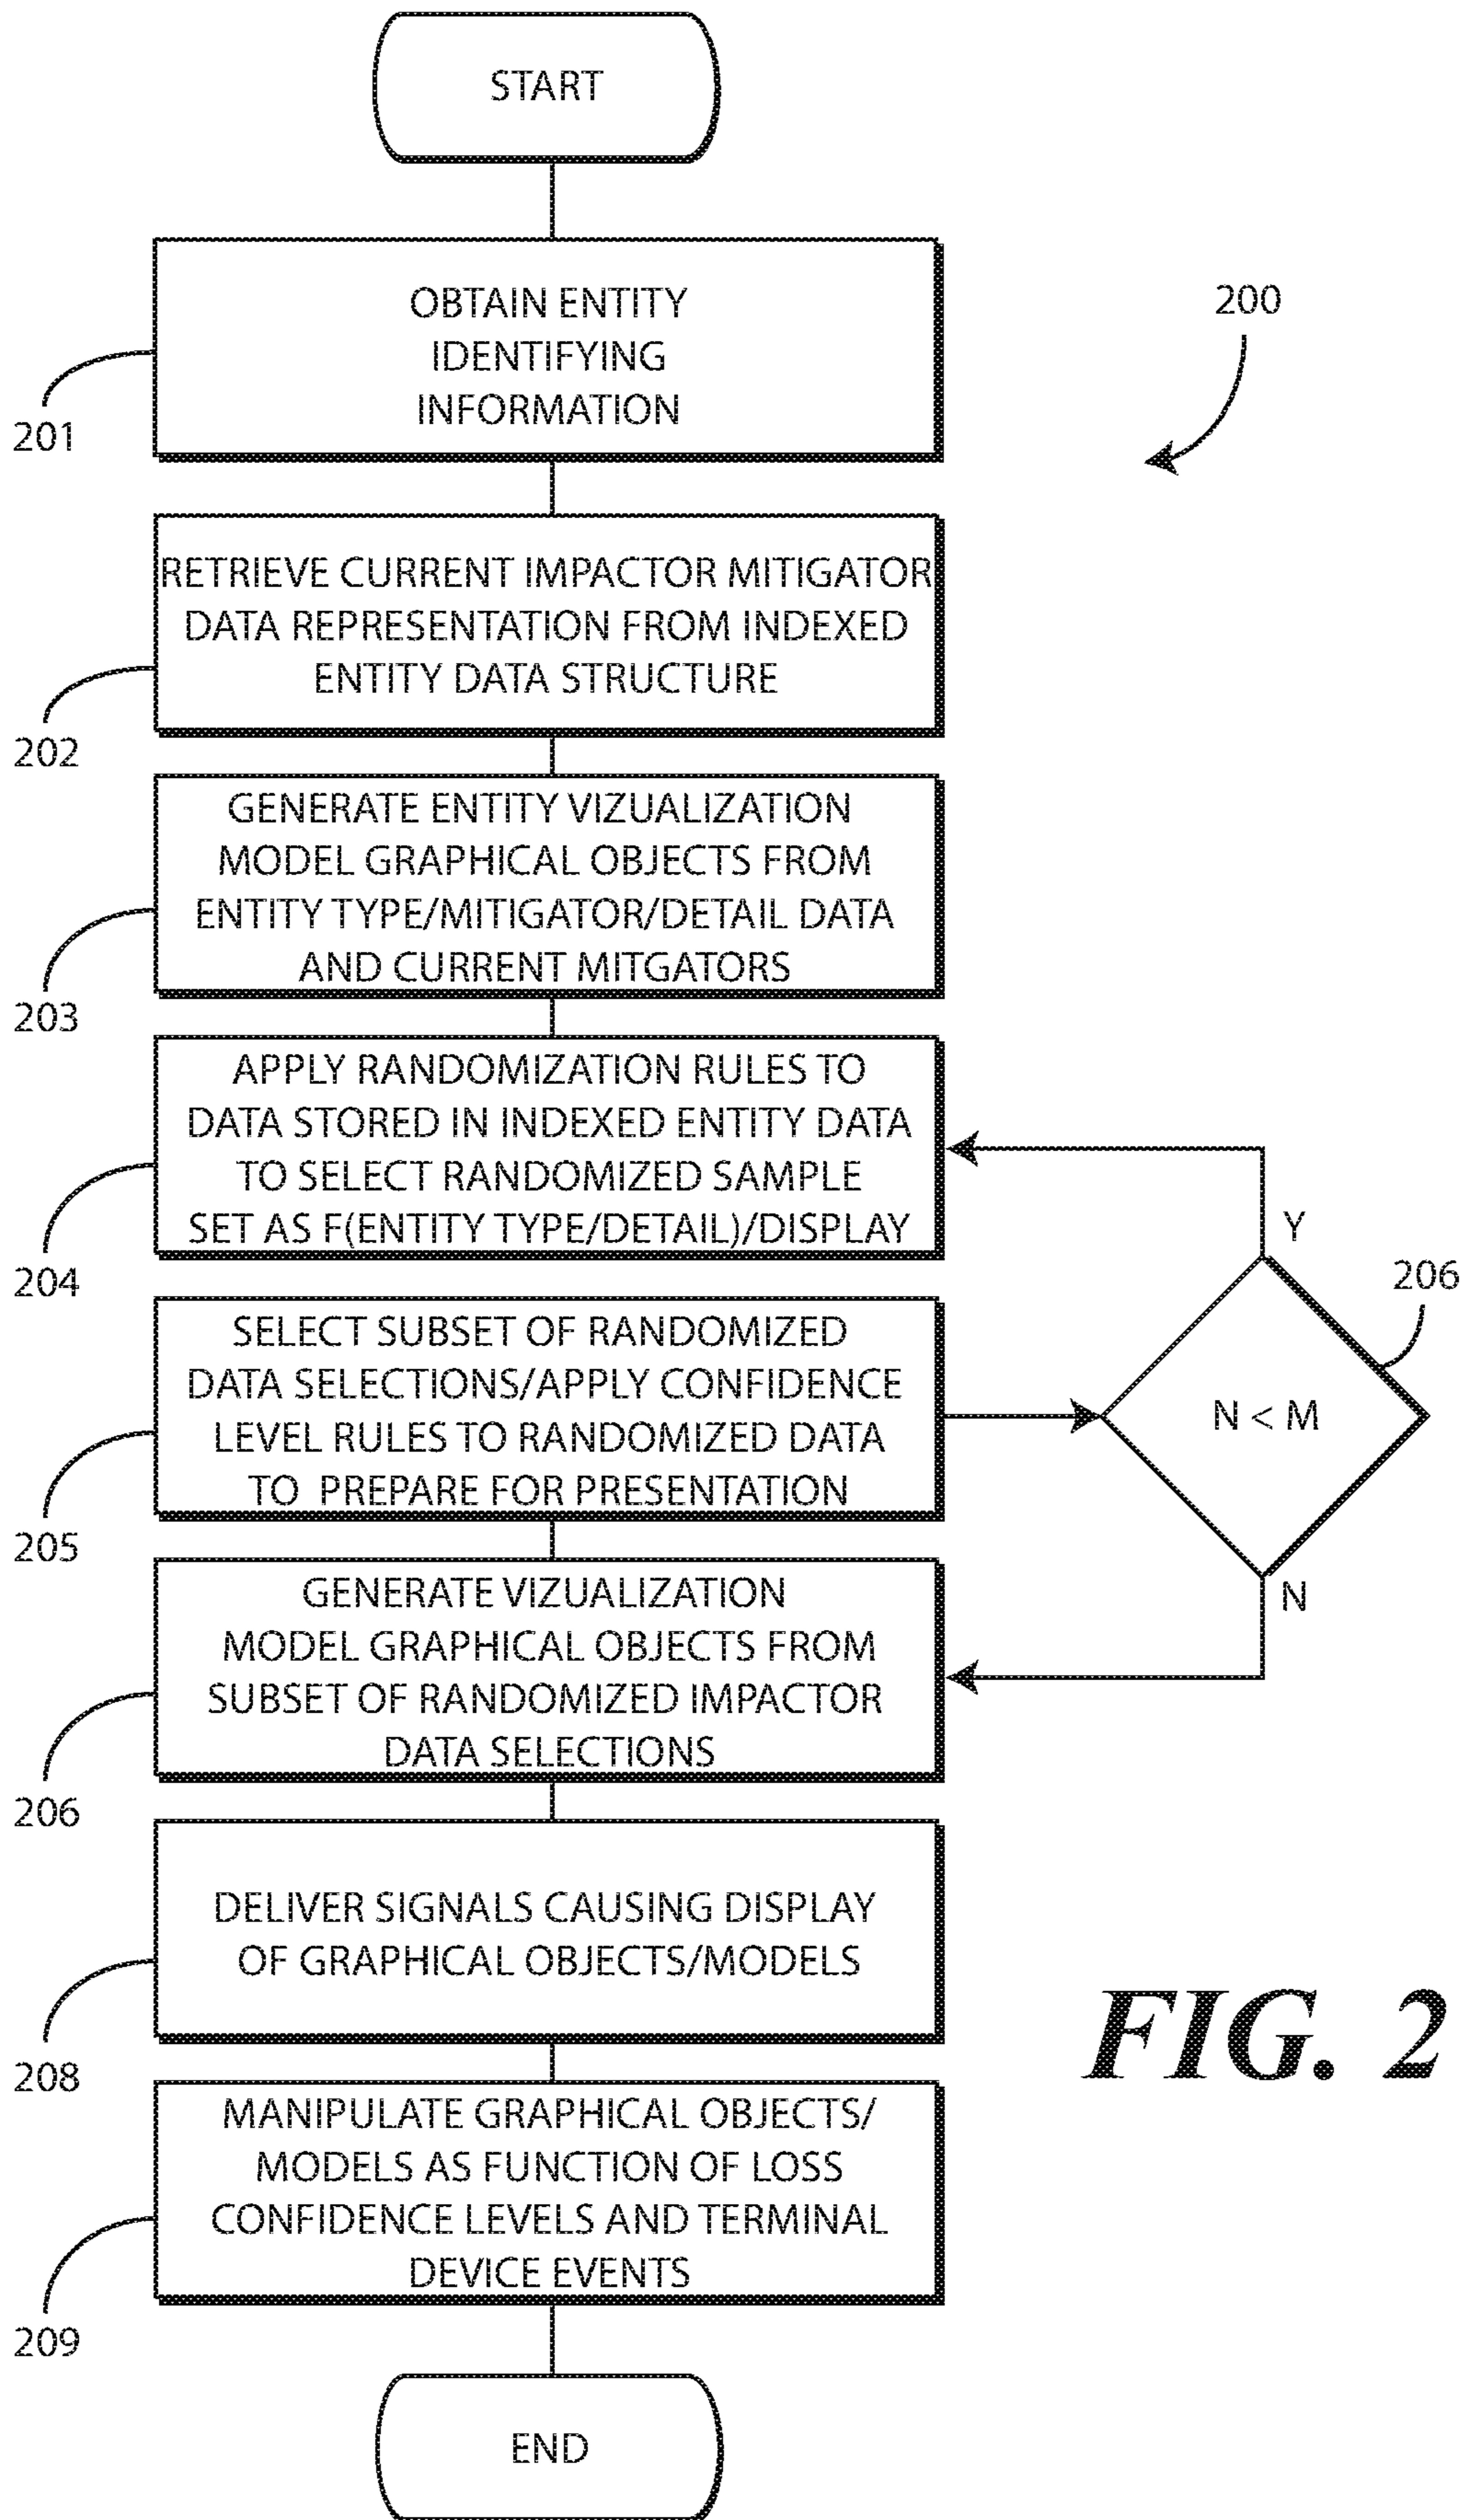 START
OBTAIN ENTITY
IDENTIFYING
INFORMATION
201
200
RETRIEVE CURRENT IMPACTOR MITIGATOR
DATA REPRESENTATION FROM INDEXED
ENTITY DATA STRUCTURE
202
GENERATE ENTITY VIZUALIZATION
MODEL GRAPHICAL OBJECTS FROM
ENTITY TYPE/MITIGATOR/DETAIL DATA
AND CURRENT MITGATORS
203
APPLY RANDOMIZATION RULES TO
DATA STORED IN INDEXED ENTITY DATA
TO SELECT RANDOMIZED SAMPLE
SET AS F(ENTITY TYPE/DETAIL)/DISPLAY
204
SELECT SUBSET OF RANDOMIZED
DATA SELECTIONS/APPLY CONFIDENCE
LEVEL RULES TO RANDOMIZED DATA
TO PREPARE FOR PRESENTATION
205
Y
206
N < M
N
GENERATE VIZUALIZATION
MODEL GRAPHICAL OBJECTS FROM
SUBSET OF RANDOMIZED IMPACTOR
DATA SELECTIONS
206
DELIVER SIGNALS CAUSING DISPLAY
OF GRAPHICAL OBJECTS/MODELS
208
MANIPULATE GRAPHICAL OBJECTS/
MODELS AS FUNCTION OF LOSS
CONFIDENCE LEVELS AND TERMINAL
DEVICE EVENTS
209
END
FIG. 2